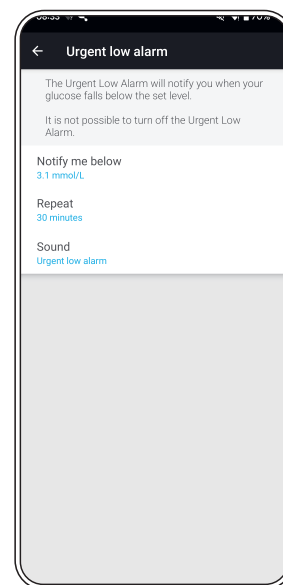 Urgent low alarm
The Urgent Low Alarm will notify you when your
glucose falls below the set level.
It is not possible to turn off the Urgent Low
Alarm.
Notify me below
3.1 mmol/L
Repeat
30 minutes
Sound
Urgent low alarm